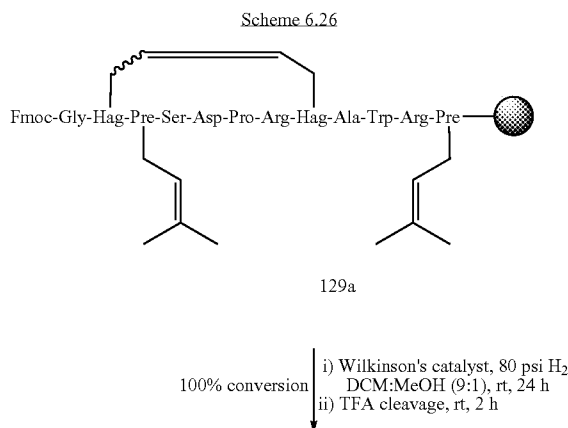 Scheme 6.26
Fmoc-Gly-Hag-Pre-Ser-Asp-Pro-Arg-Hag-Ala-Trp-Arg-Pre
129a
100% conversion
i) Wilkinson's catalyst, 80 psi H2
DCM:MeOH (9:1), rt, 24 h
ii) TFA cleavage, rt, 2 h